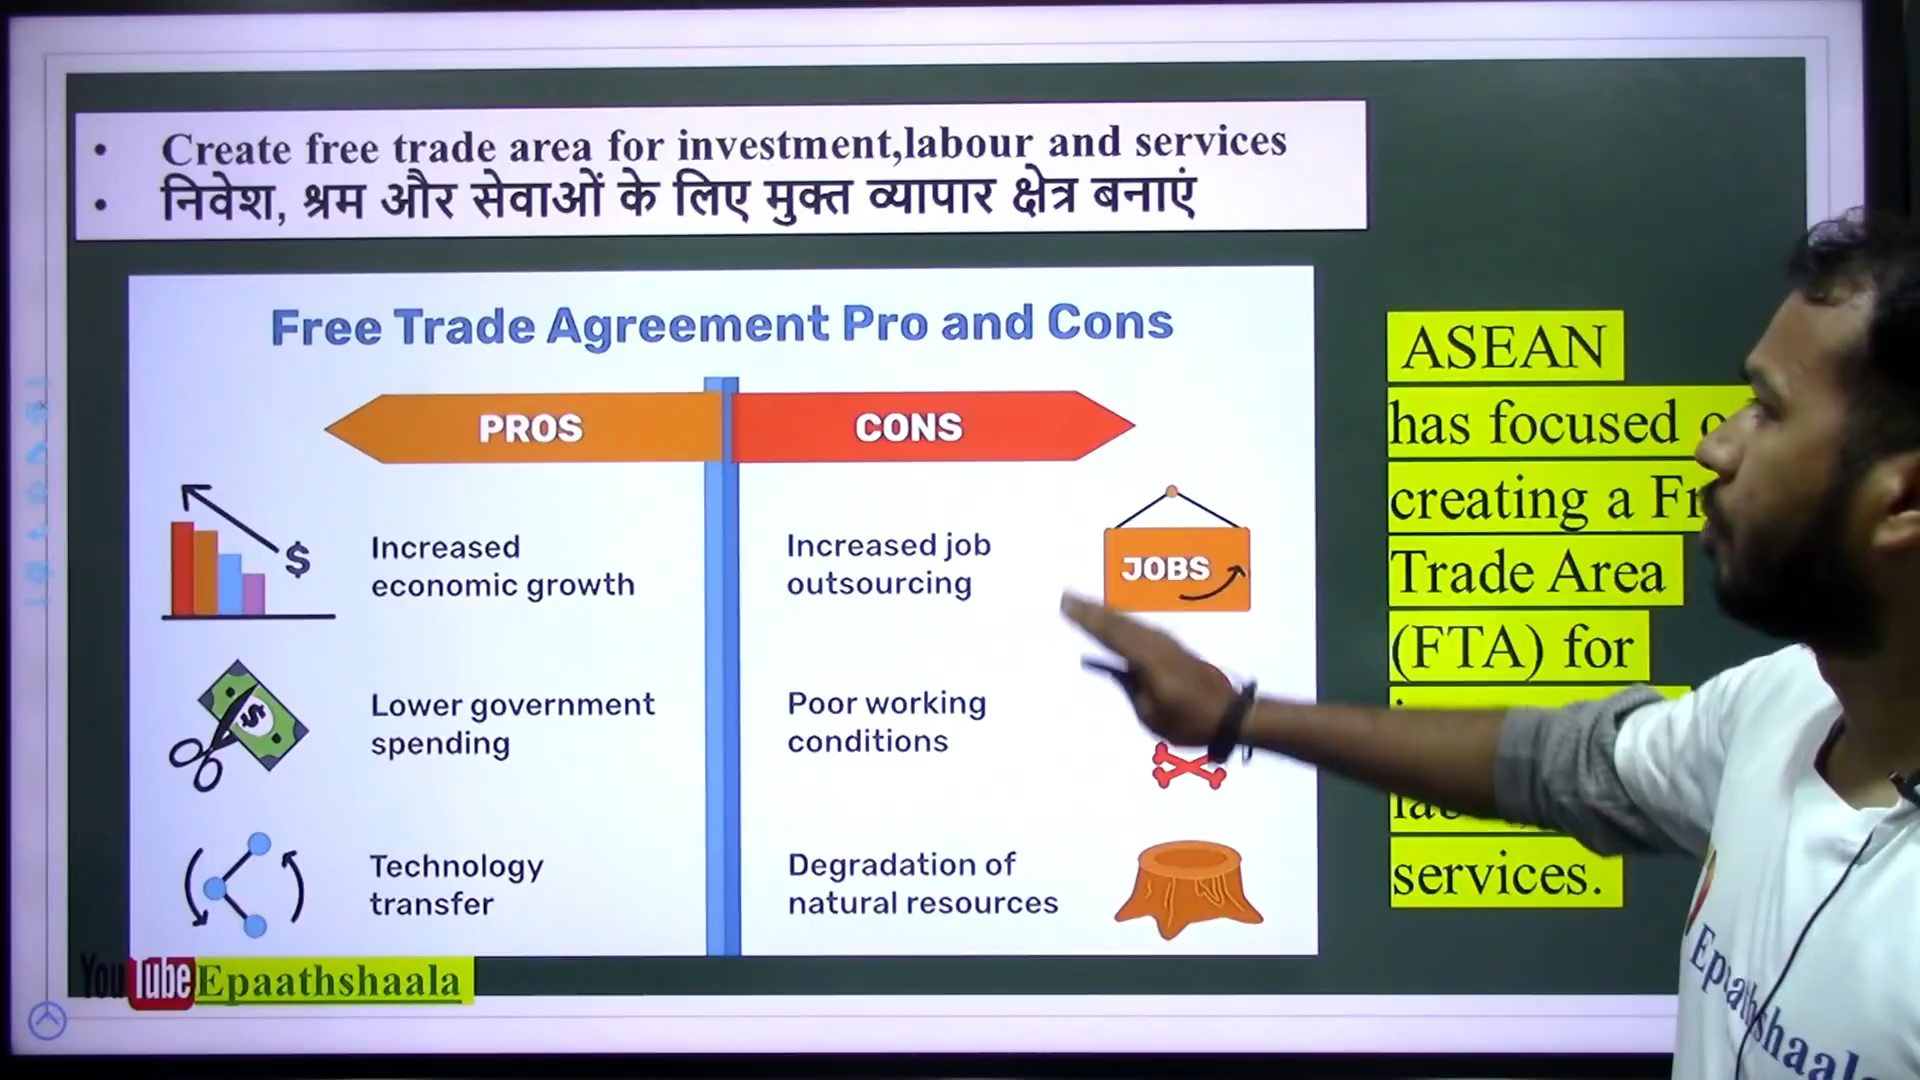 • Create free trade area for investment,labour and services
• निवेश, श्रम और सेवाओं के लिए मुक्त व्यापार क्षेत्र बनाएं
Free Trade Agreement Pro and Cons
PROS
CONS
Increased
economic growth
$
Increased job
outsourcing
JOBS
Lower government
spending
$
Poor working
conditions
Technology
transfer
Degradation of
natural resources
ASEAN
has focused
creating a
Trade Area
(FTA) for
services.
YouTube Epaathshaala
Epaathshaala